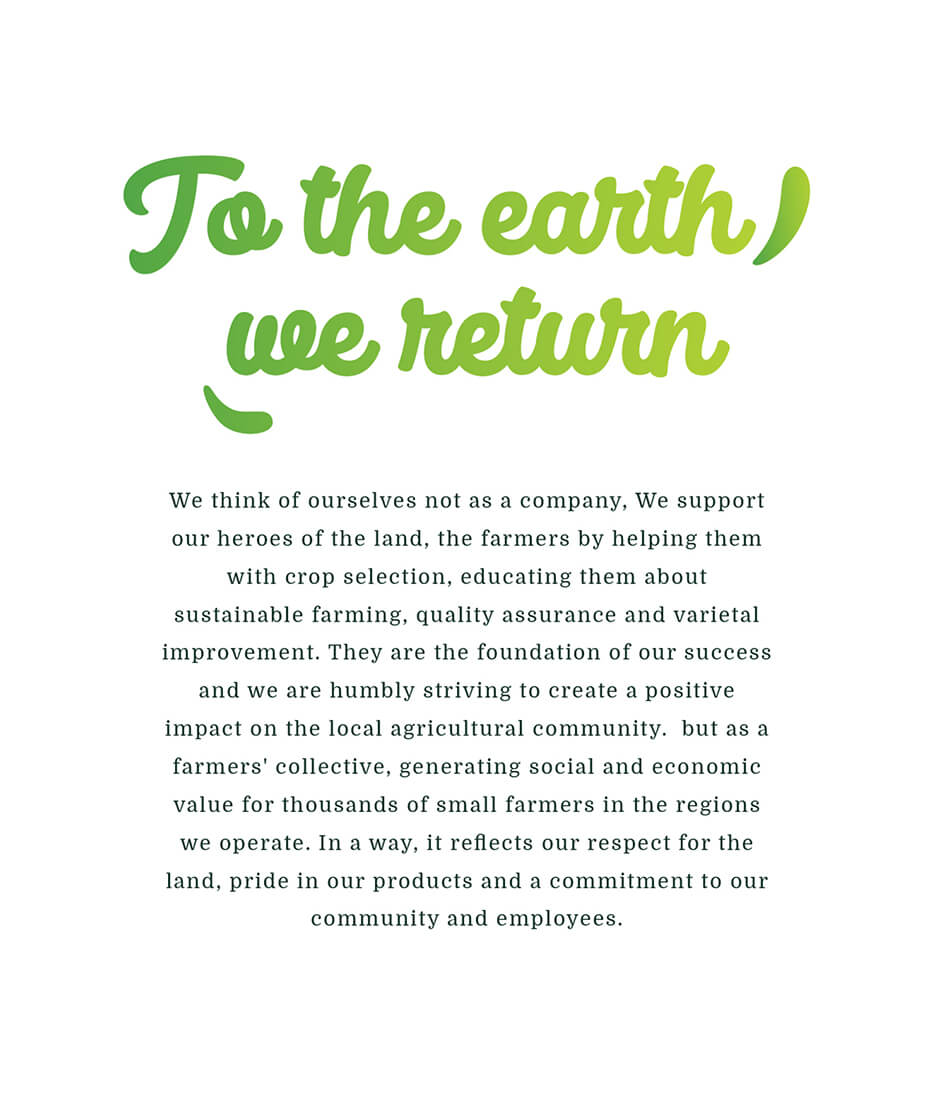 To the earth,
we return
We think of ourselves not as a company, We support
our heroes of the land, the farmers by helping them
with crop selection, educating them about
sustainable farming, quality assurance and varietal
improvement. They are the foundation of our success
and we are humbly striving to create a positive
impact on the local agricultural community.  but as a
farmers' collective, generating social and economic
value for thousands of small farmers in the regions
we operate. In a way, it reflects our respect for the
land, pride in our products and a commitment to our
community and employees.